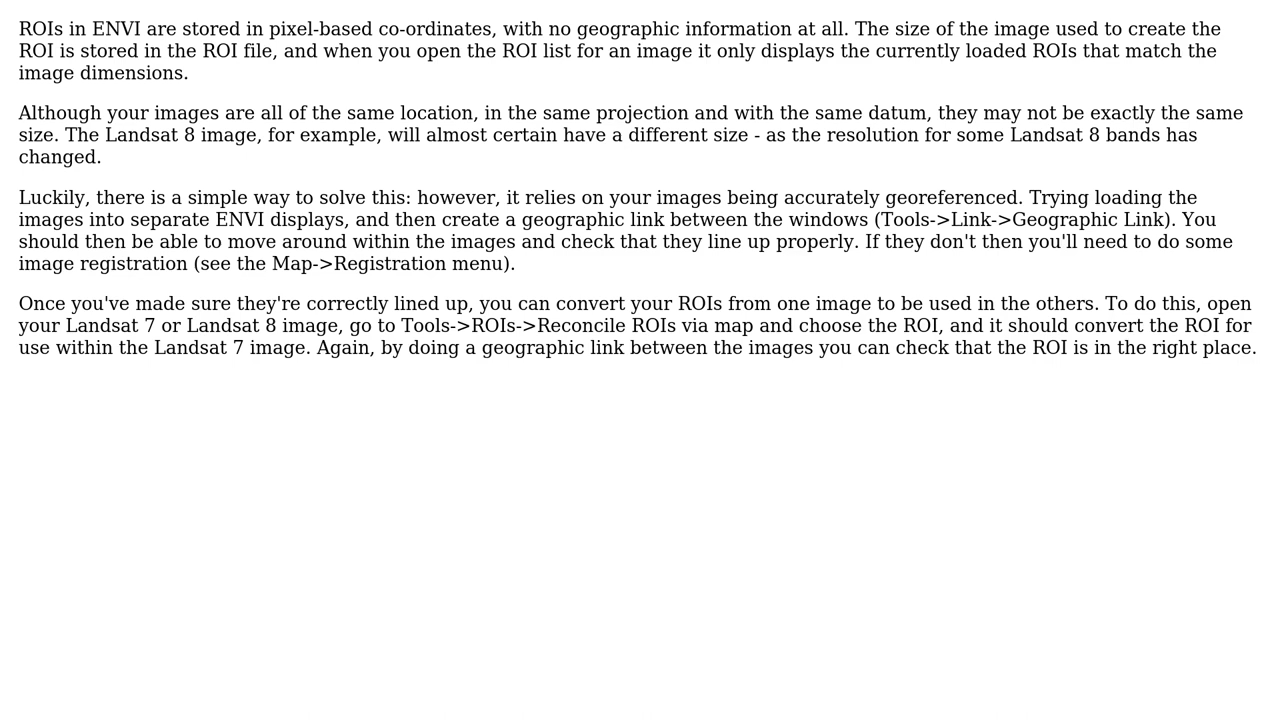 ROIs in ENVI are stored in pixel-based co-ordinates, with no geographic information at all. The size of the image used to create the
ROI is stored in the ROI file, and when you open the ROI list for an image it only displays the currently loaded ROIs that match the
image dimensions.
Although your images are all of the same location, in the same projection and with the same datum, they may not be exactly the same
size. The Landsat 8 image, for example, will almost certain have a different size - as the resolution for some Landsat 8 bands has
changed.
Luckily, there is a simple way to solve this: however, it relies on your images being accurately georeferenced. Trying loading the
images into separate ENVI displays, and then create a geographic link between the windows (Tools->Link->Geographic Link). You
should then be able to move around within the images and check that they line up properly. If they don't then you'll need to do some
image registration (see the Map->Registration menu).
Once you've made sure they're correctly lined up, you can convert your ROIs from one image to be used in the others. To do this, open
your Landsat 7 or Landsat 8 image, go to Tools->ROIs->Reconcile ROIs via map and choose the ROI, and it should convert the ROI for
use within the Landsat 7 image. Again, by doing a geographic link between the images you can check that the ROI is in the right place.